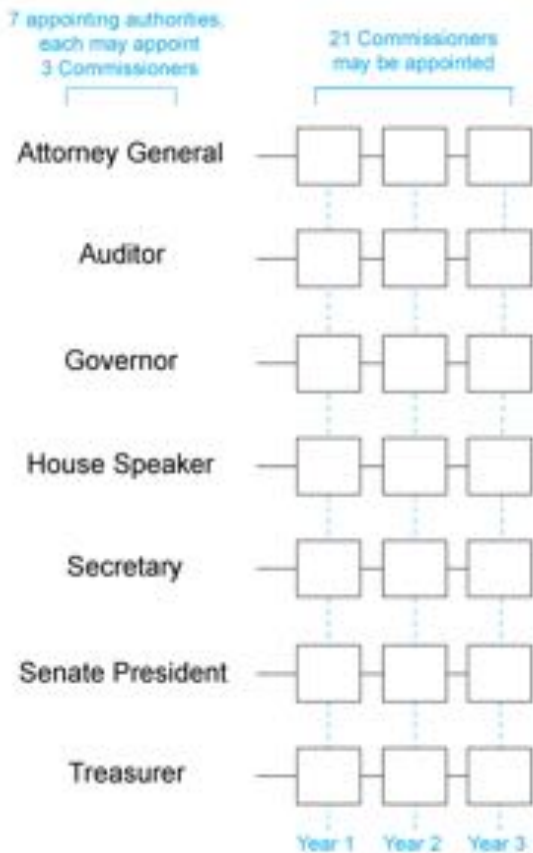 7 appointing authorities,
each may appoint
3 Commissioners
21 Commissioners
may be appointed
Attorney General
Auditor
Governor
House Speaker
Secretary
Senate President
Treasurer
Year 1 Year 2 Year 3